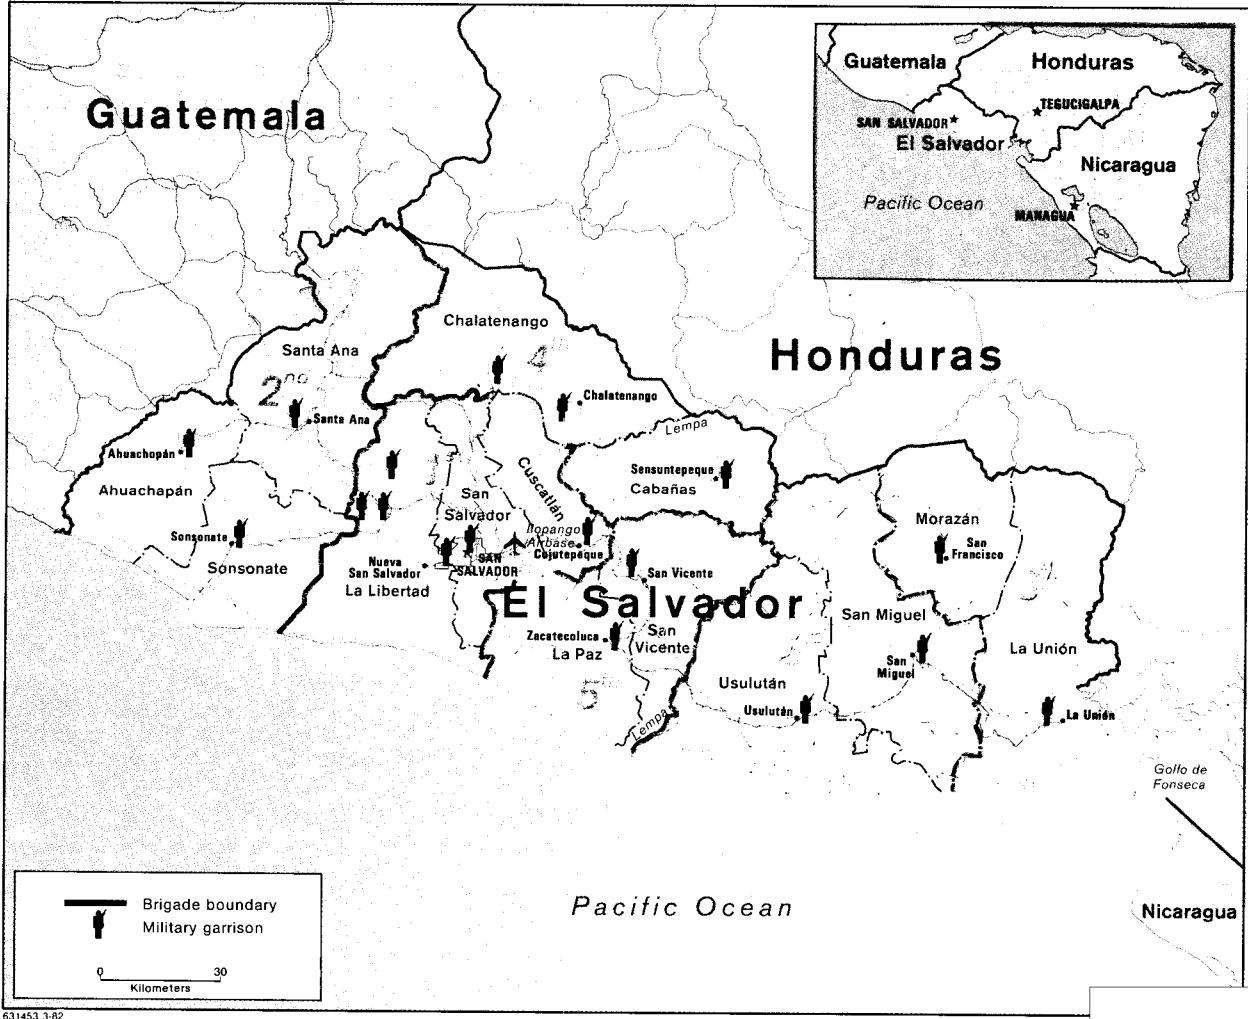 Guatemala
Honduras
Guatemala
Honduras
TEGUCIGALPA
SAN SALVADOR
El Salvador
Nicaragua
Pacific Ocean
MANAGUA
Chalatenango
Santa Ana
4th
2nd
Chalatenango
Santa Ana
Lempa
Ahuachopán
Sensuntepeque
Cabañas
Ahuachapán
Cuscatlán
San
Salvador
Morazán
Sonsonate
Ilopango
Airbase
Cojutepeque
San
Francisco
Sonsonate
Nueva
San Salvador
SAN
SALVADOR
La Libertad
San Vicente
El Salvador
San Miguel
Zacatecoluca
La Paz
San
Vicente
La Unión
San
Miguel
5th
Usulután
Usulután
Lempa
La Unión
Golfo de
Fonseca
Pacific Ocean
Nicaragua
Brigade boundary
Military garrison
0 30
Kilometers
631453 3-82